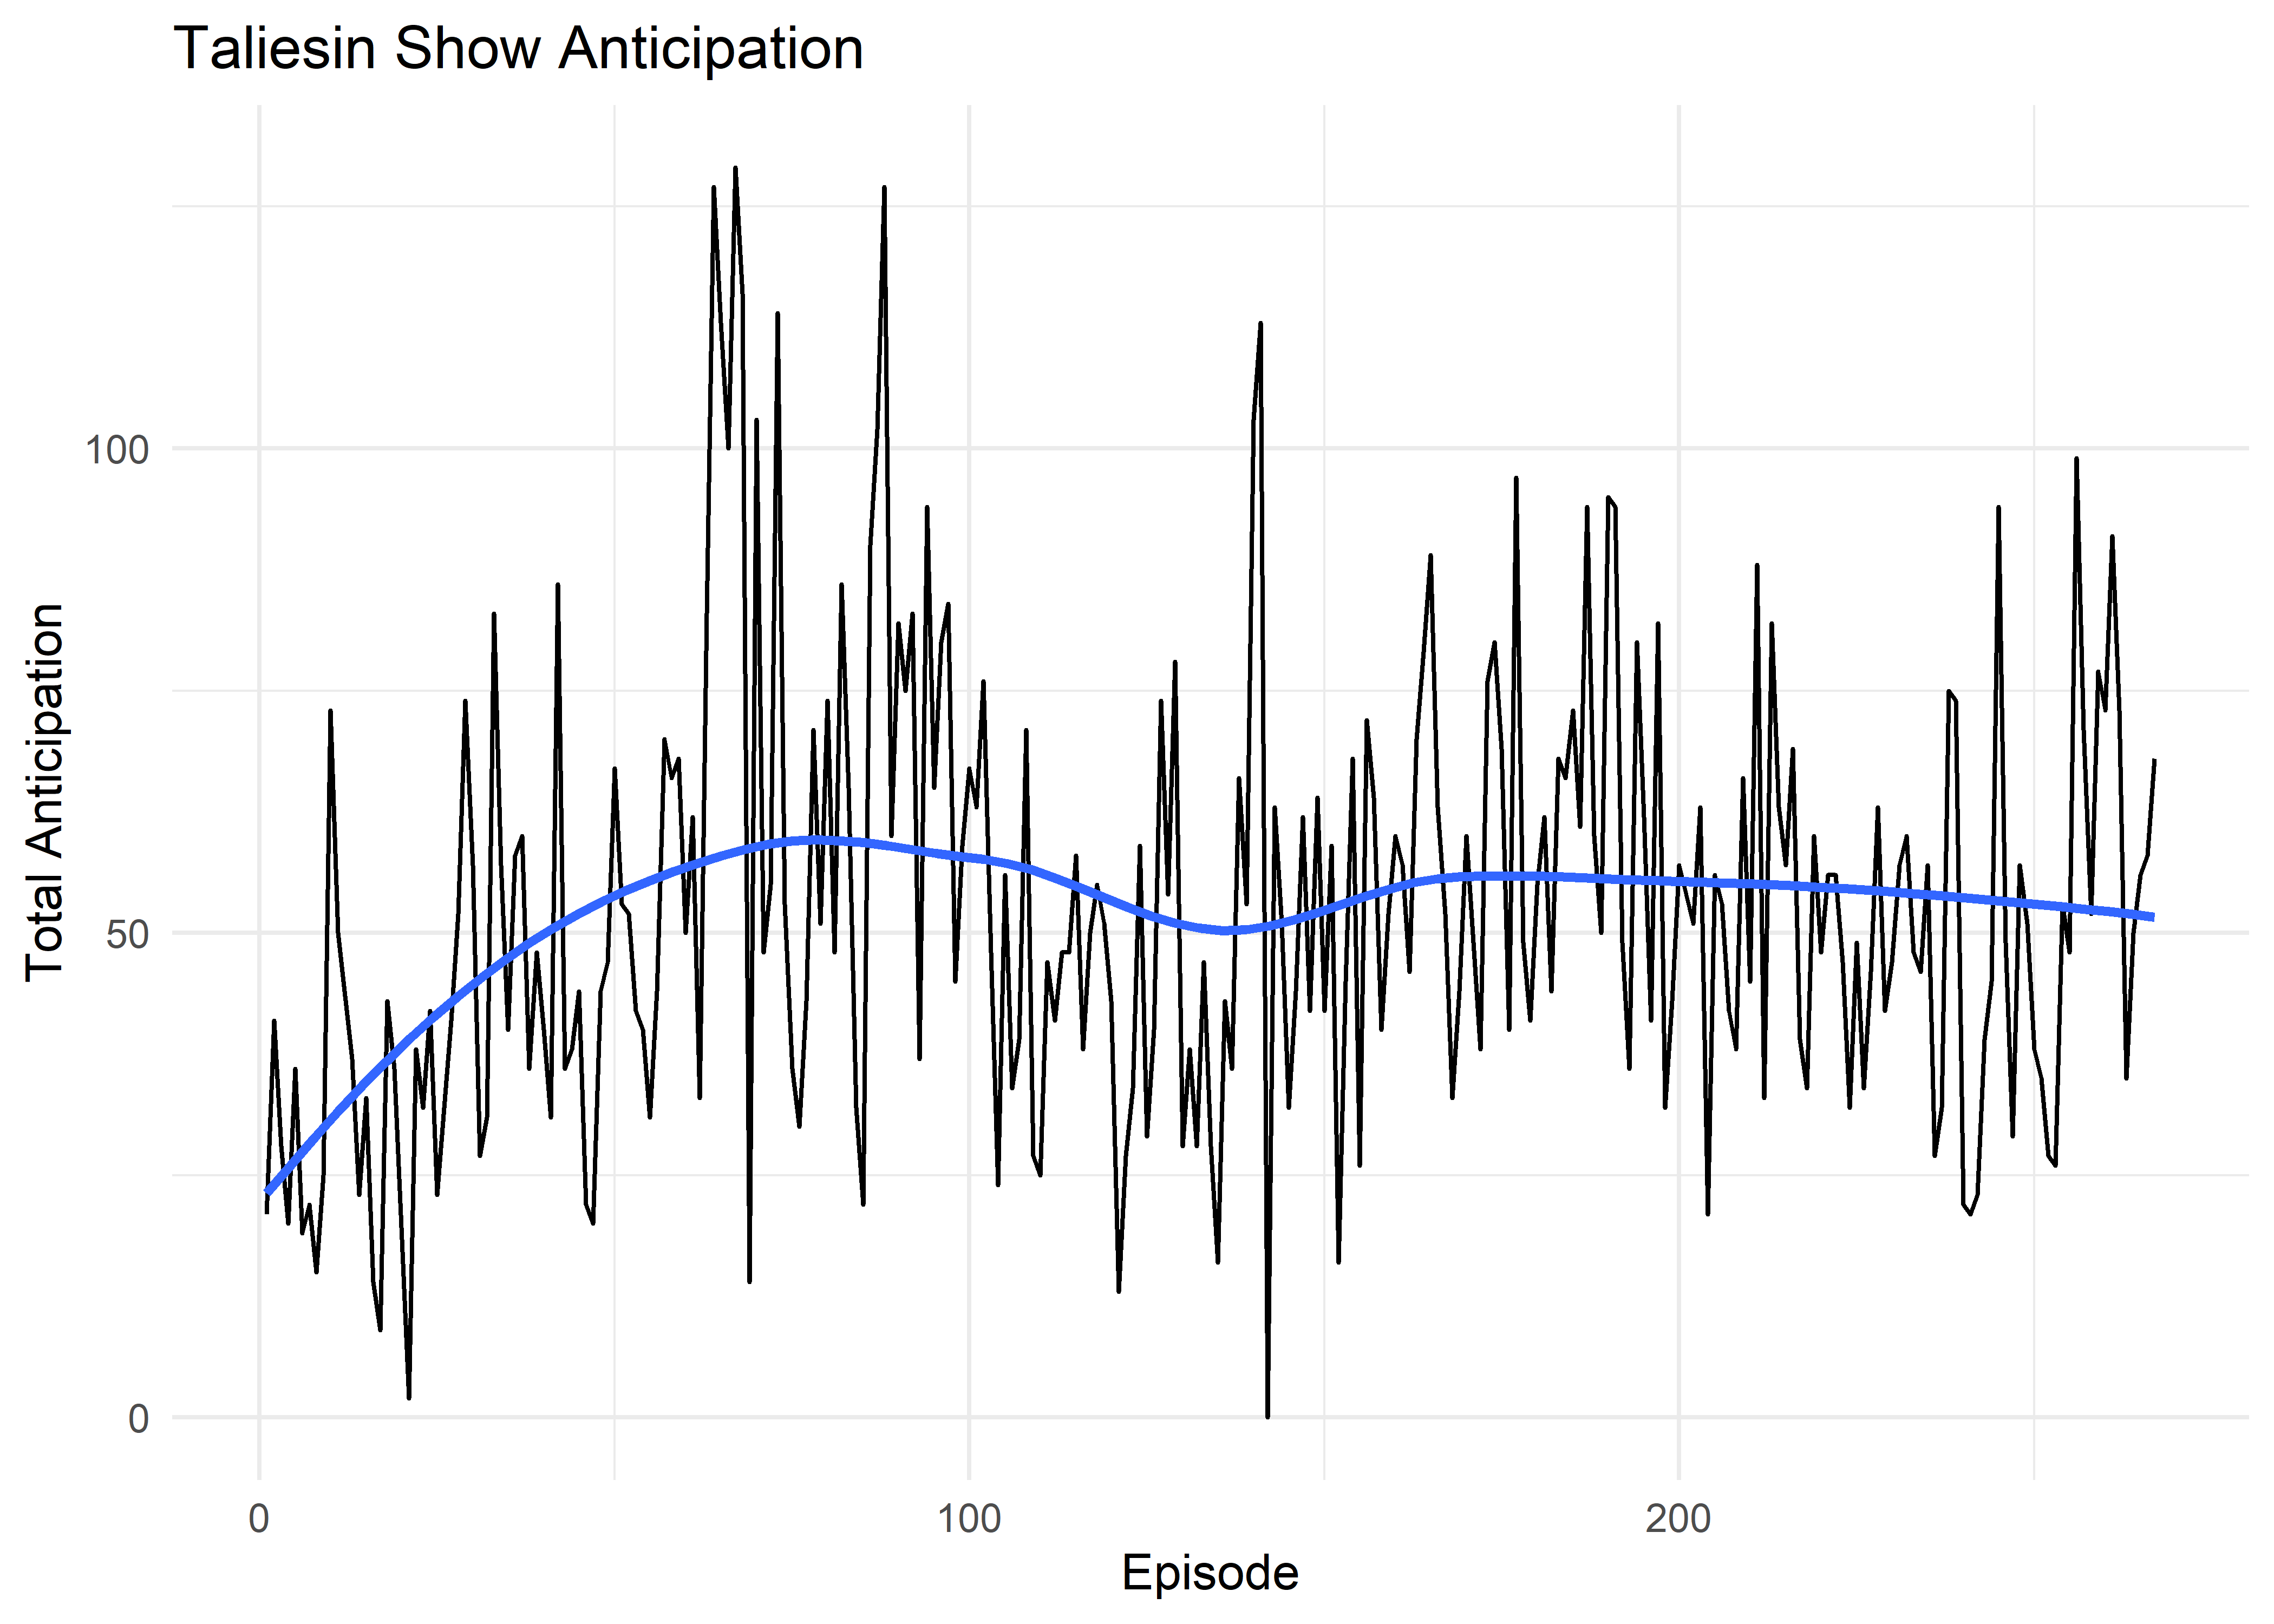 Taliesin Show Anticipation
Total Anticipation
100
50
0
0 100 200
Episode